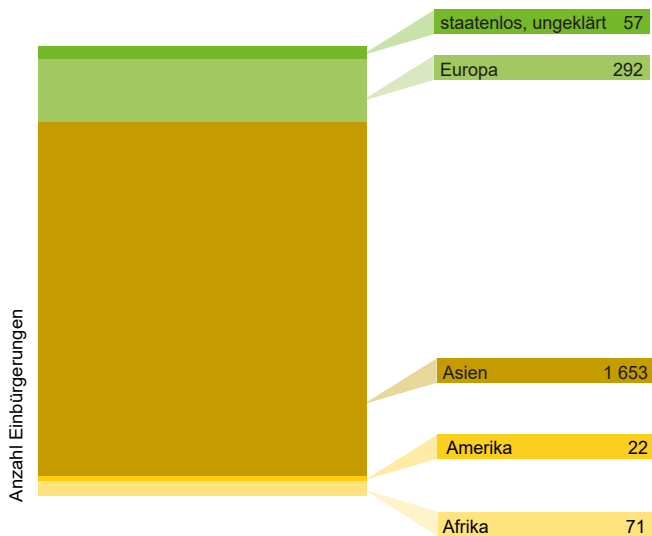 staatenlos, ungeklärt 57
Europa 292
Asien 1 653
Amerika 22
Afrika 71
Anzahl Einbürgerungen